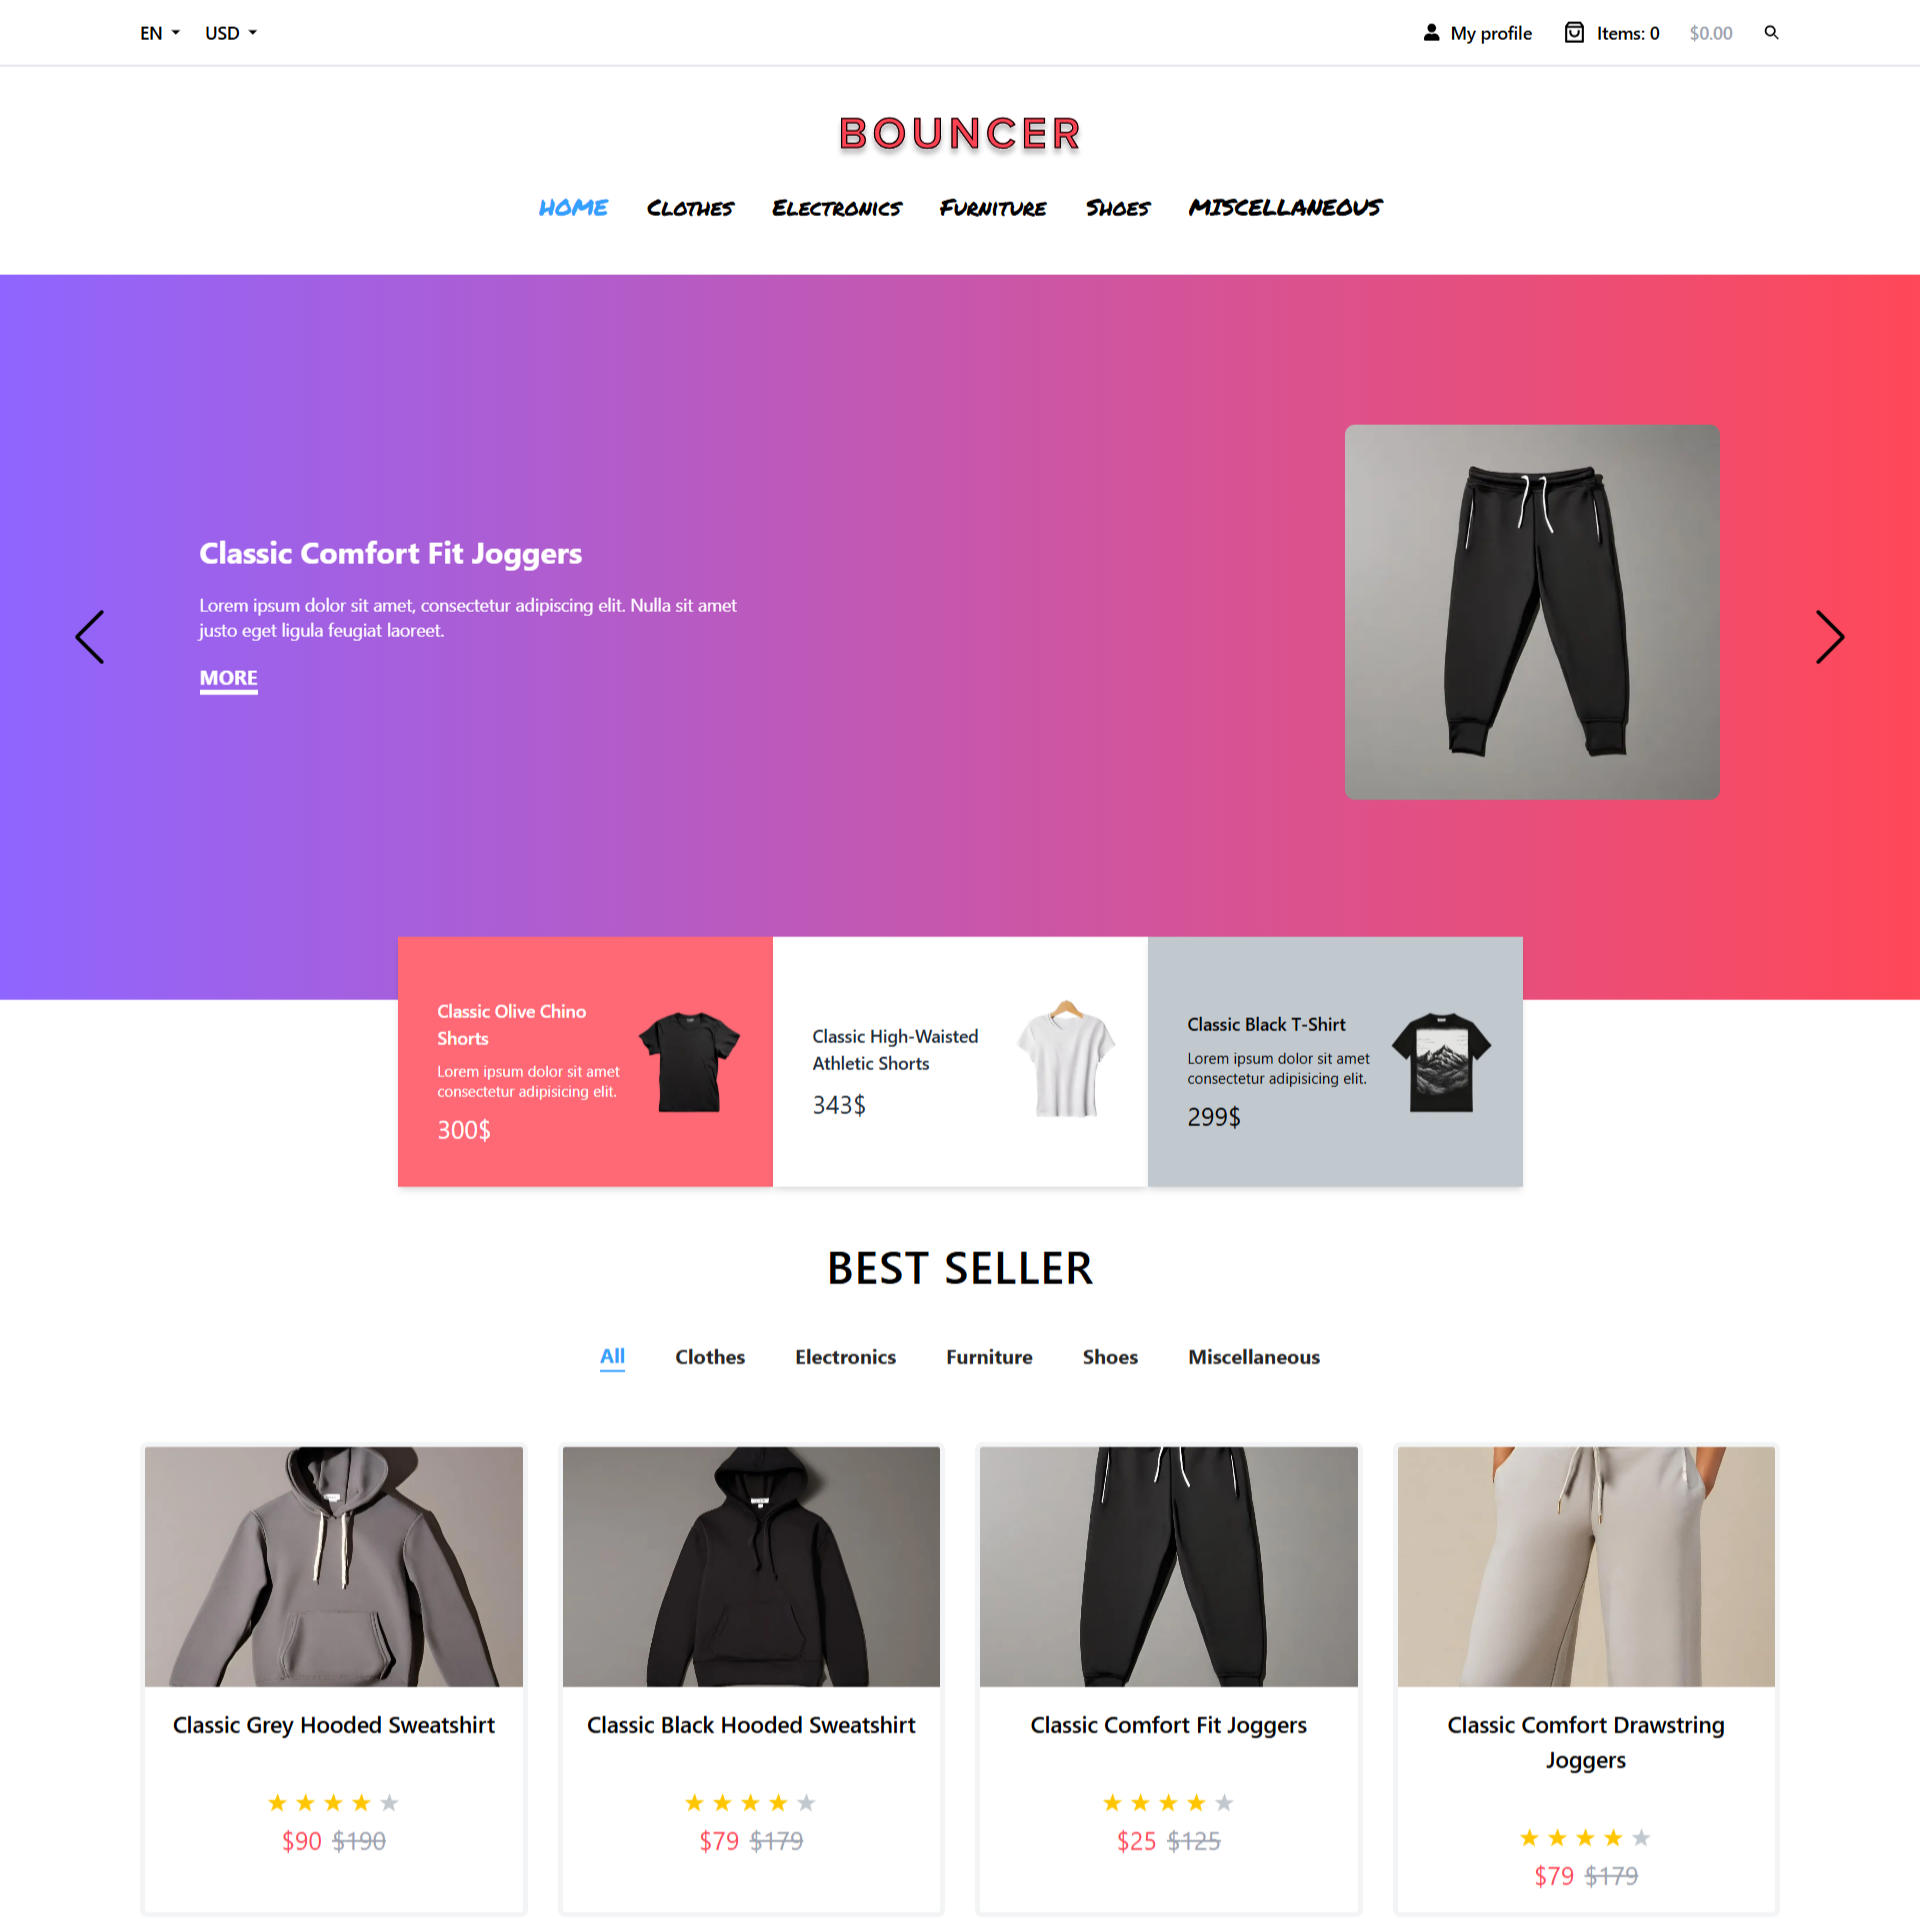 EN USD My profile Items: 0 $0.00
BOUNCER
HOME CLOTHES ELECTRONICS FURNITURE SHOES MISCELLANEOUS
Classic Comfort Fit Joggers
Lorem ipsum dolor sit amet, consectetur adipiscing elit. Nulla sit amet
justo eget ligula feugiat laoreet.
MORE
Classic Olive Chino
Shorts
Lorem ipsum dolor sit amet
consectetur adipisicing elit.
300$
Classic High-Waisted
Athletic Shorts
343$
Classic Black T-Shirt
Lorem ipsum dolor sit amet
consectetur adipisicing elit.
299$
BEST SELLER
All Clothes Electronics Furniture Shoes Miscellaneous
Classic Grey Hooded Sweatshirt
$90 $190
Classic Black Hooded Sweatshirt
$79 $179
Classic Comfort Fit Joggers
$25 $125
Classic Comfort Drawstring
Joggers
$79 $179